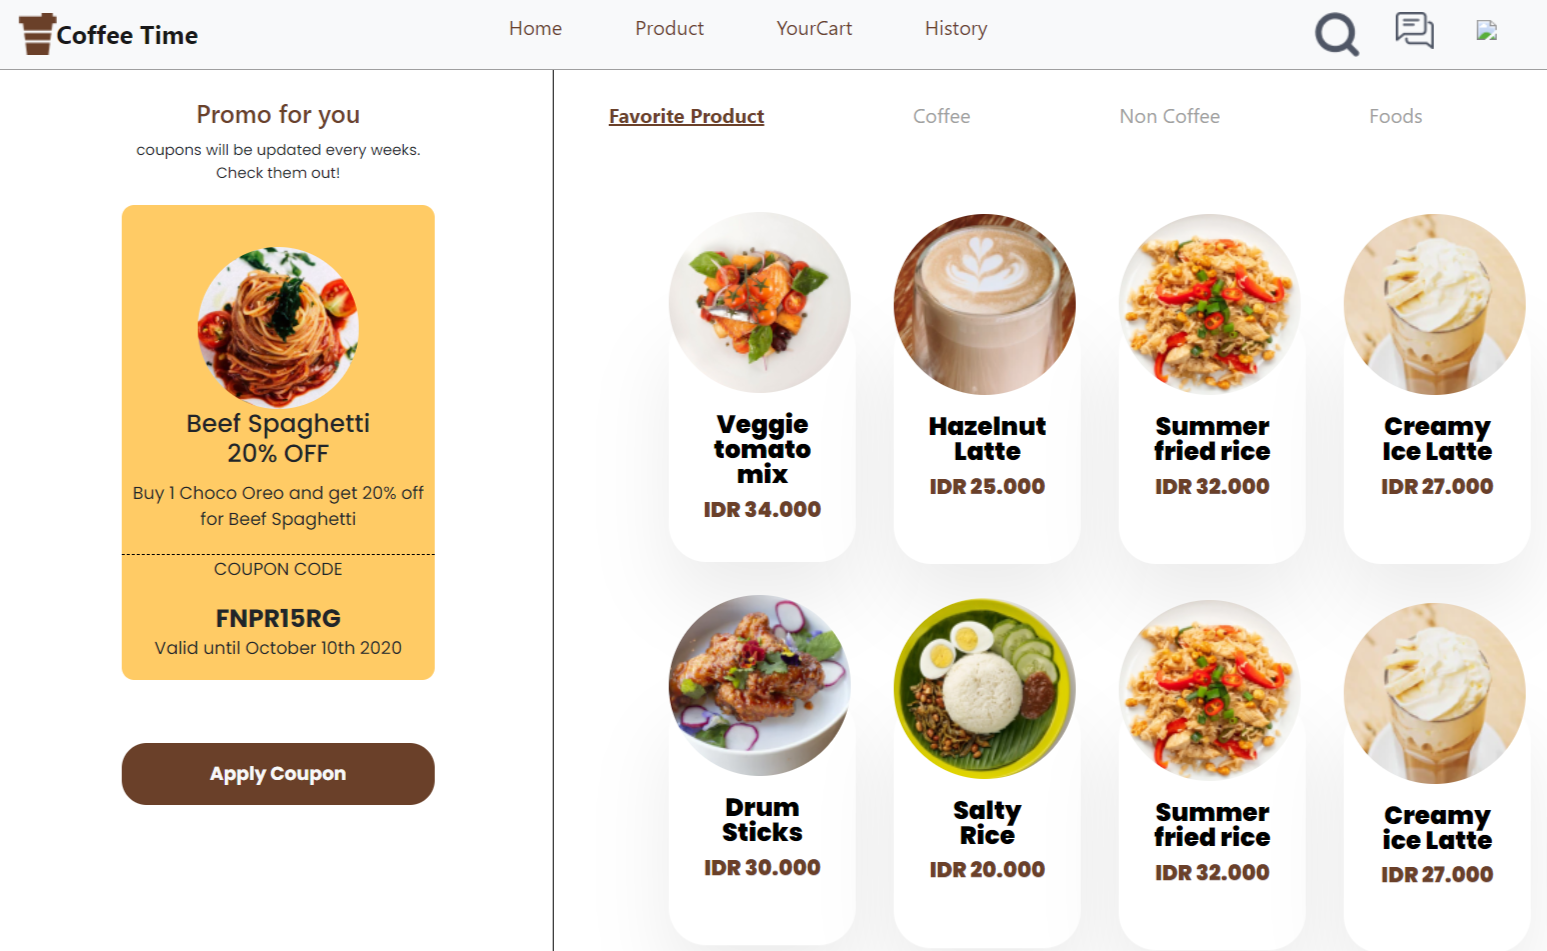 Coffee Time
Home
Product
YourCart
History
Promo for you
coupons will be updated every weeks.
Check them out!
Beef Spaghetti
20% OFF
Buy 1 Choco Oreo and get 20% off
for Beef Spaghetti
COUPON CODE
FNPR15RG
Valid until October 10th 2020
Apply Coupon
Favorite Product
Coffee
Non Coffee
Foods
Veggie
tomato
mix
IDR 34.000
Hazelnut
Latte
IDR 25.000
Summer
fried rice
IDR 32.000
Creamy
Ice Latte
IDR 27.000
Drum
Sticks
IDR 30.000
Salty
Rice
IDR 20.000
Summer
fried rice
IDR 32.000
Creamy
ice Latte
IDR 27.000